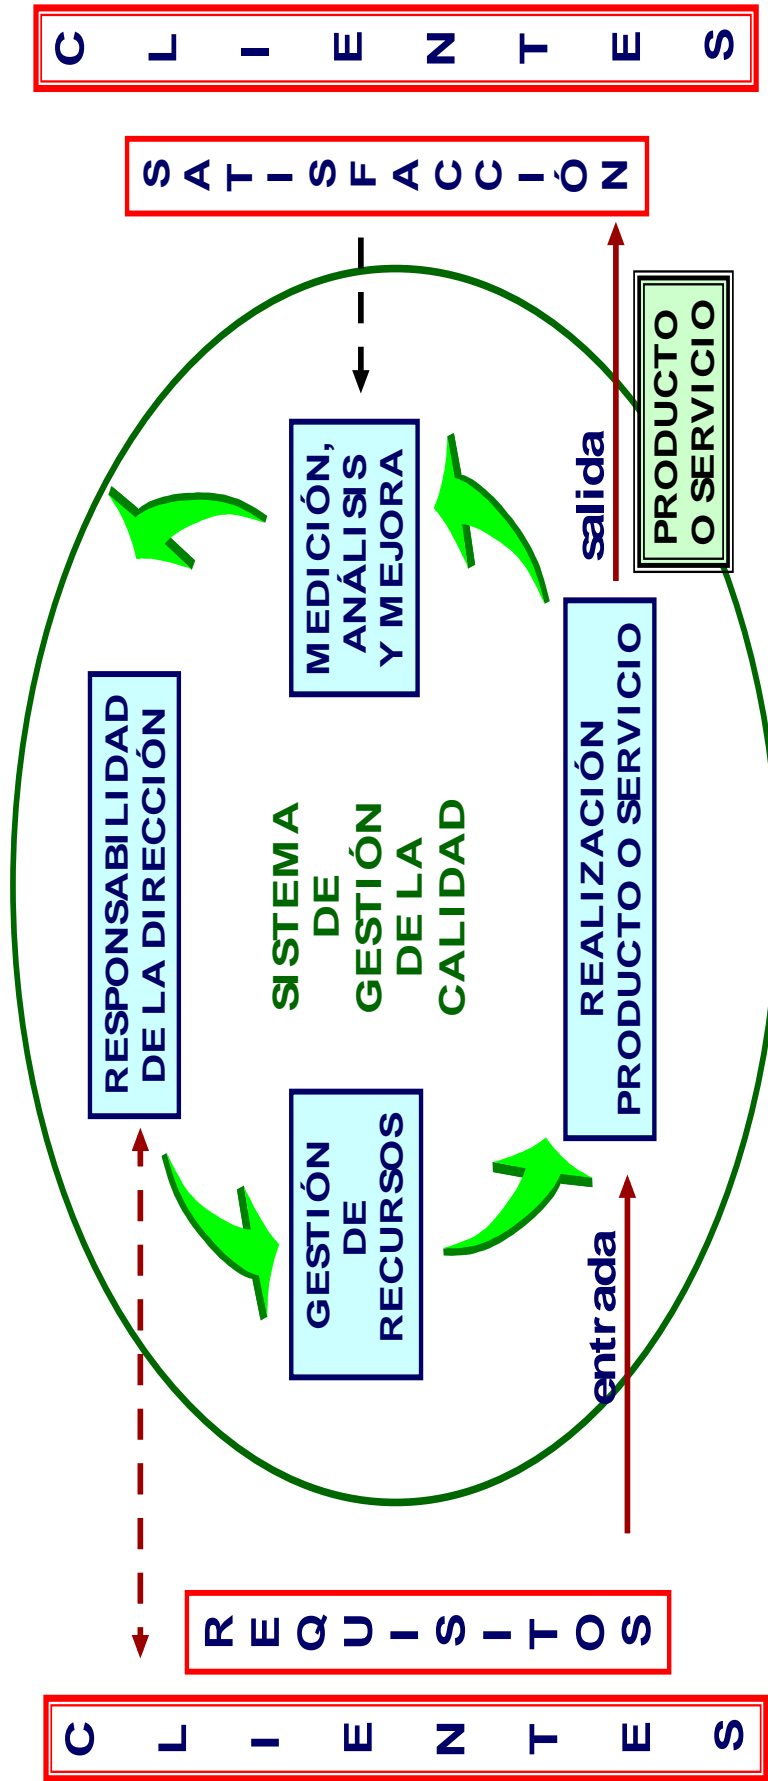 CLIENTES
REQUISITOS
RESPONSABILIDAD
DE LA DIRECCIÓN
GESTIÓN
DE
RECURSOS
SISTEMA
DE
GESTIÓN
DE LA
CALIDAD
MEDICIÓN,
ANÁLISIS
Y MEJORA
entrada
REALIZACIÓN
PRODUCTO O SERVICIO
salida
PRODUCTO
O SERVICIO
SATISFACCIÓN
CLIENTES